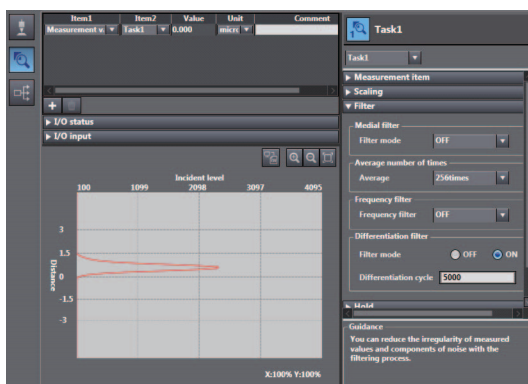 Item1 Item2 Value Unit Comment
Measurement v. Task1 0.000 micr
I/O status
I/O input
Incident level
100 1099 2098 3097 4095
3
1.5
0
-1.5
-3
Distance
X:100% Y:100%
1 Task1
Task1
Measurement item
Scaling
Filter
Medial filter
Filter mode OFF
Average number of times
Average 256times
Frequency filter
Frequency filter OFF
Differentiation filter
Filter mode OFF ON
Differentiation cycle 5000
Hold
Guidance
You can reduce the irregularity of measured
values and components of noise with the
filtering process.